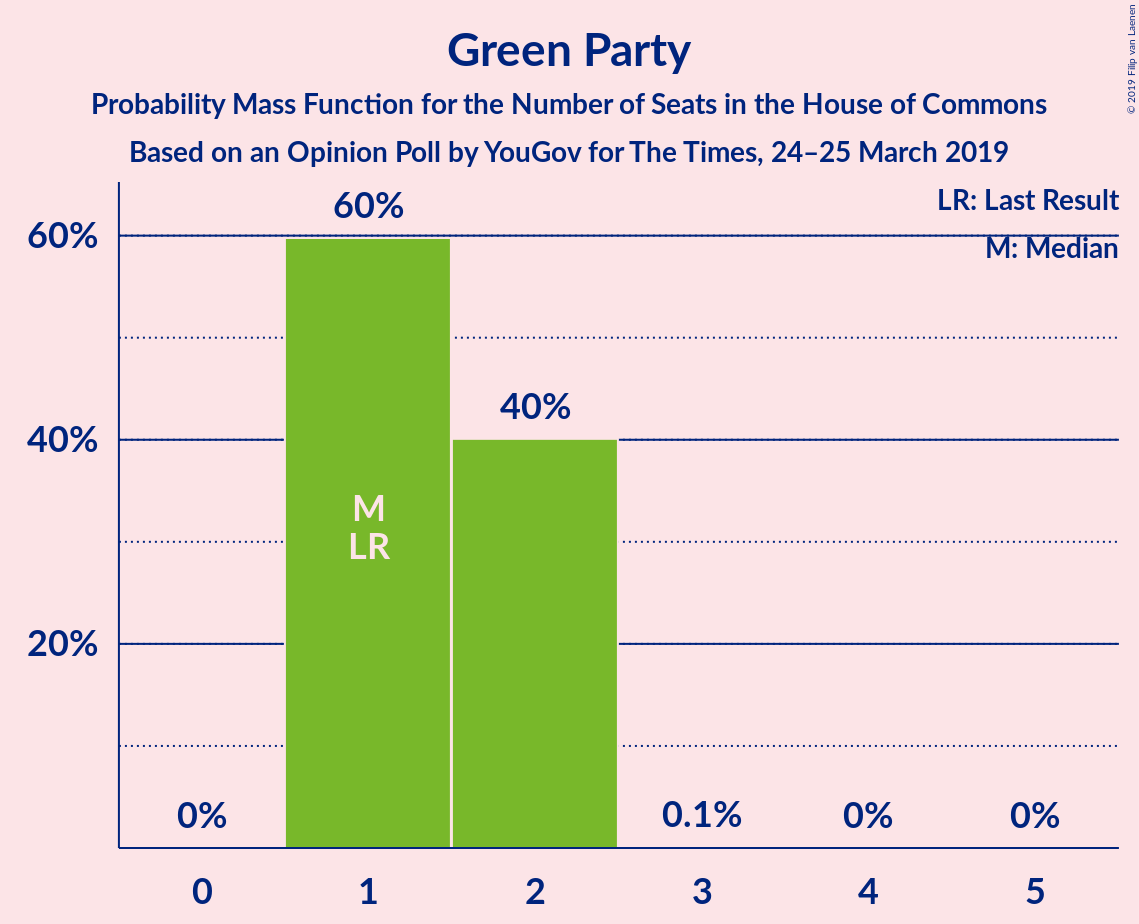 Green Party
Probability Mass Function for the Number of Seats in the House of Commons
Based on an Opinion Poll by YouGov for The Times, 24–25 March 2019
© 2019 Filip van Laenen
LR: Last Result
M: Median
60%
40%
20%
0%
60%
40%
0.1%
0%
0%
M
LR
0
1
2
3
4
5